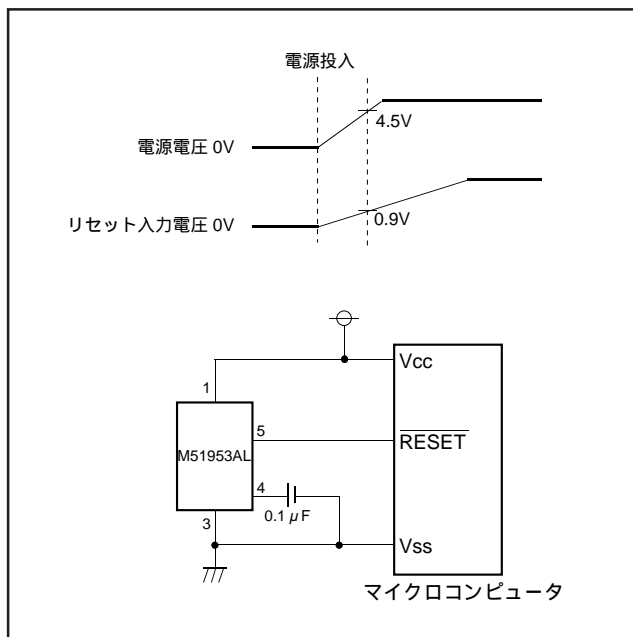 電源投入
4.5V
電源電圧 0V
0.9V
リセット入力電圧 0V
Vcc
1
5
M51953AL
RESET
4
0.1 μF
3
Vss
マイクロコンピュータ